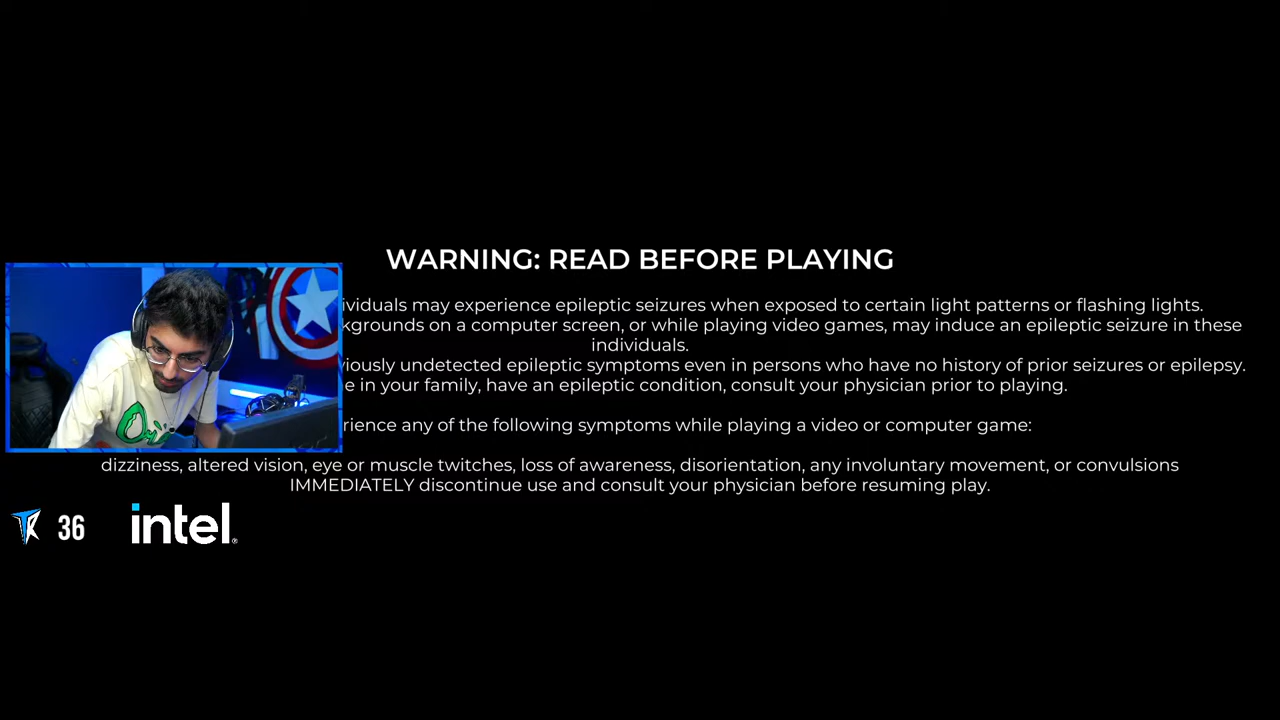 WARNING: READ BEFORE PLAYING
may experience epileptic seizures when exposed to certain light patterns or flashing lights.
on a computer screen, or while playing video games, may induce an epileptic seizure in these
individuals.
undetected epileptic symptoms even in persons who have no history of prior seizures or epilepsy.
in your family, have an epileptic condition, consult your physician prior to playing.
any of the following symptoms while playing a video or computer game:
dizziness, altered vision, eye or muscle twitches, loss of awareness, disorientation, any involuntary movement, or convulsions
IMMEDIATELY discontinue use and consult your physician before resuming play.
TK 36 intel